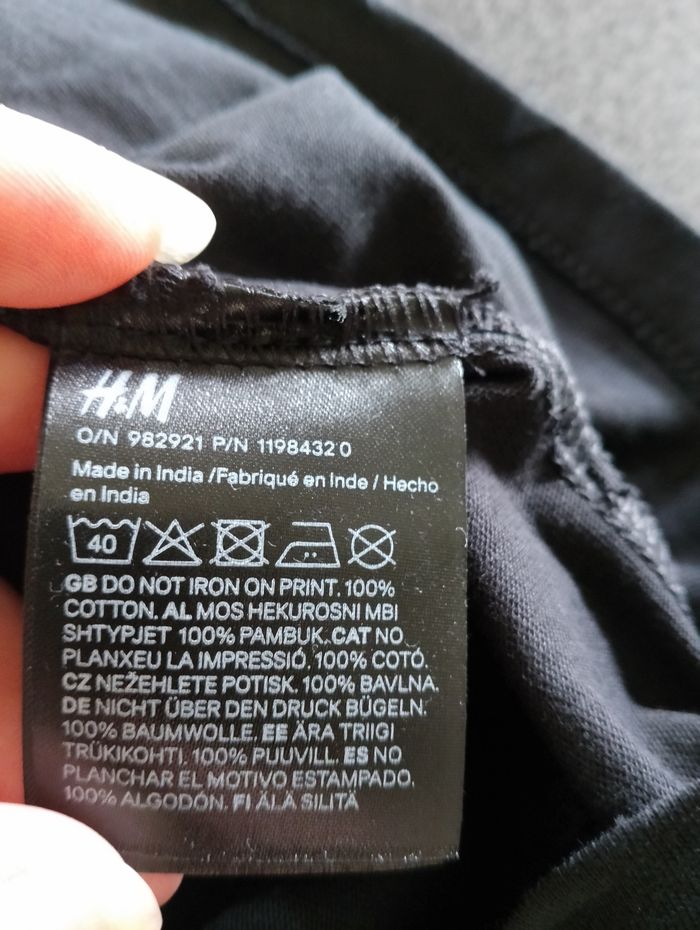 H&M
O/N 982921 P/N 1198432 0
Made in India /Fabriqué en Inde / Hecho
en India
40
GB DO NOT IRON ON PRINT. 100%
COTTON. AL MOS HEKUROSNI MBI
SHTYPJET 100% PAMBUK. CAT NO
PLANXEU LA IMPRESSIÓ. 100% COTÓ.
CZ NEŽEHLETE POTISK. 100% BAVLNA.
DE NICHT ÜBER DEN DRUCK BÜGELN.
100% BAUMWOLLE. EE ÄRA TRIIGI
TRÜKIKOHTI. 100% PUUVILL. ES NO
PLANCHAR EL MOTIVO ESTAMPADO.
100% ALGODÓN. FI ÄLÄ SILITÄ